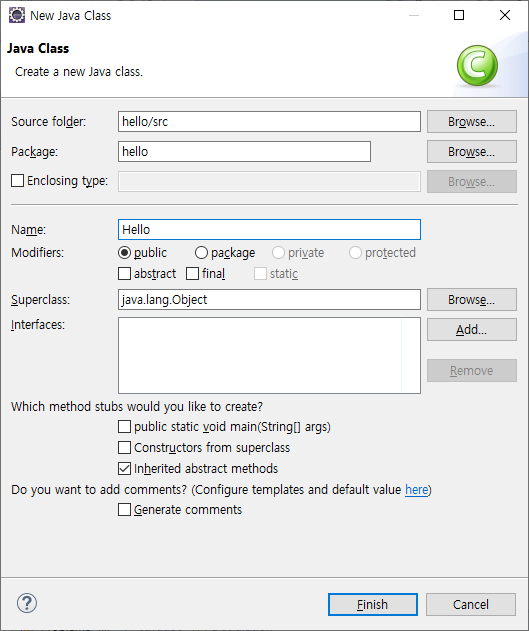 New Java Class
Java Class
Create a new Java class.
C
Source folder: hello/src Browse...
Package: hello Browse...
Enclosing type: Browse...
Name: Hello
Modifiers: public package private protected
abstract final static
Superclass: java.lang.Object Browse...
Interfaces: Add...
Remove
Which method stubs would you like to create?
public static void main(String[] args)
Constructors from superclass
Inherited abstract methods
Do you want to add comments? (Configure templates and default value here)
Generate comments
? Finish Cancel